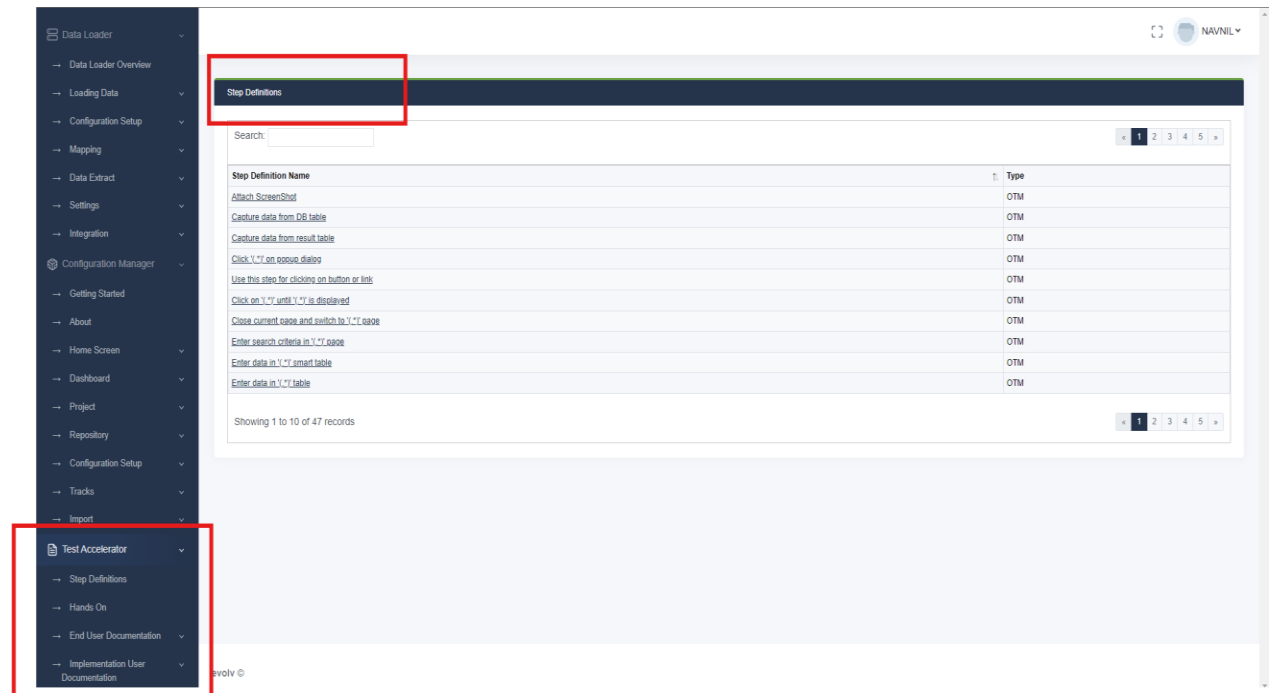 Data Loader
→ Data Loader Overview
→ Loading Data
→ Configuration Setup
→ Mapping
→ Data Extract
→ Settings
→ Integration
Configuration Manager
→ Getting Started
→ About
→ Home Screen
→ Dashboard
→ Project
→ Repository
→ Configuration Setup
→ Tracks
→ Import
Test Accelerator
→ Step Definitions
→ Hands On
→ End User Documentation
→ Implementation User
Documentation
NAVNIL
Step Definitions
Search:
« 1 2 3 4 5 »
Step Definition Name Type
Attach ScreenShot OTM
Capture data from DB table OTM
Capture data from result table OTM
Click '(.*)' on popup dialog OTM
Use this step for clicking on button or link OTM
Click on '(.*)' until '(.*)' is displayed OTM
Close current page and switch to '(.*)' page OTM
Enter search criteria in '(.*)' page OTM
Enter data in '(.*)' smart table OTM
Enter data in '(.*)' table OTM
Showing 1 to 10 of 47 records
« 1 2 3 4 5 »
evolv ©